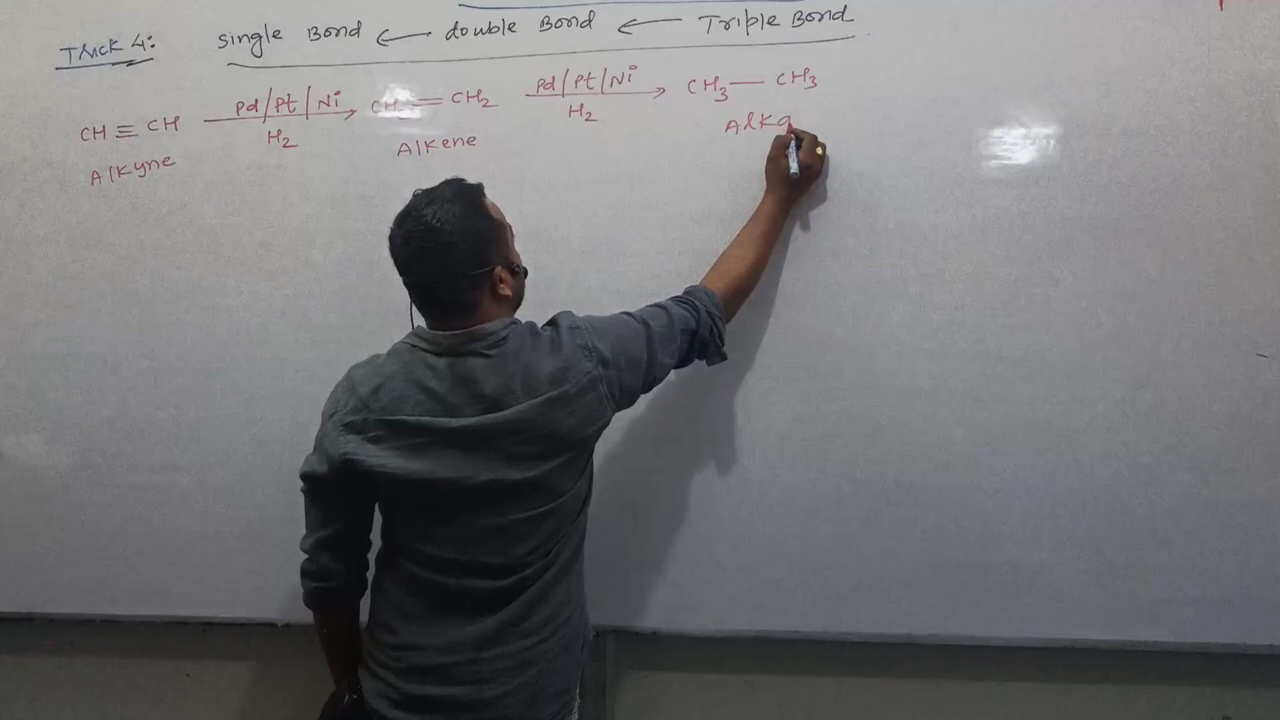 Trick 4: single Bond ← double Bond ← Triple Bond
CH ≡ CH Pd/Pt/Ni H2 → CH2 = CH2 Pd/Pt/Ni H2 → CH3 — CH3
Alkyne Alkene Alka